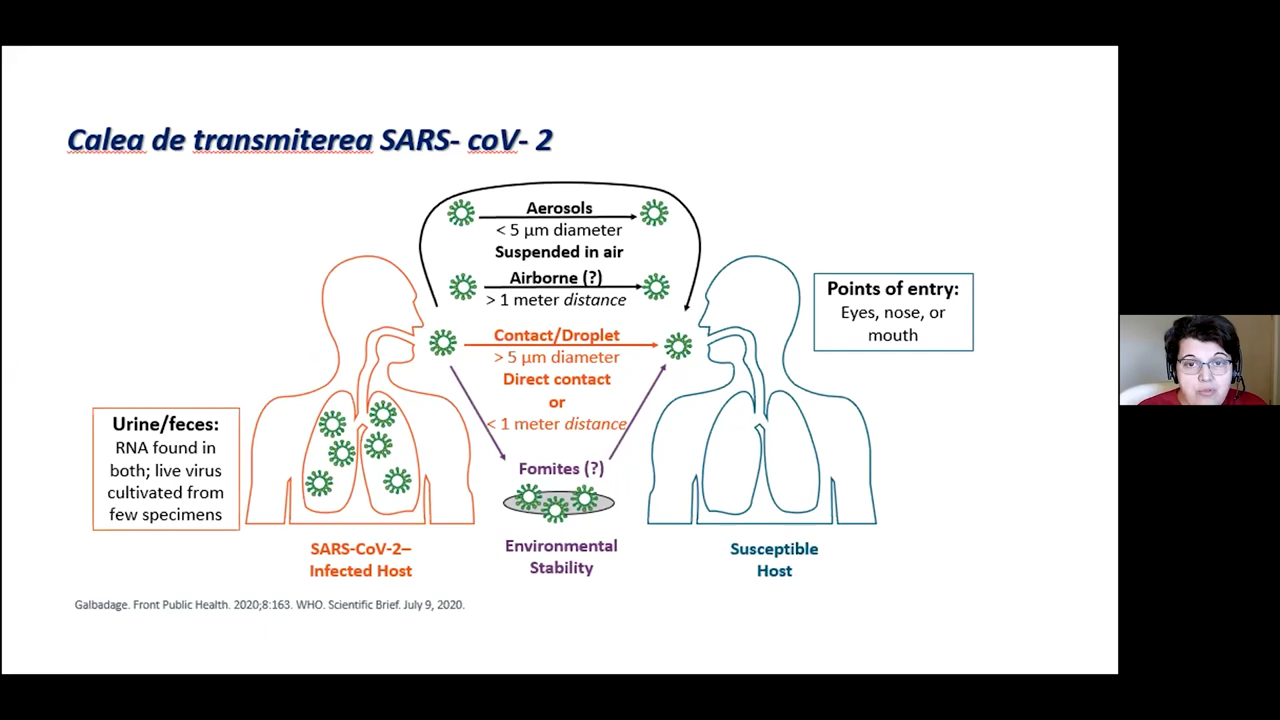 Calea de transmiterea SARS- coV- 2
Aerosols
< 5 µm diameter
Suspended in air
Airborne (?)
> 1 meter distance
Contact/Droplet
> 5 µm diameter
Direct contact
or
< 1 meter distance
Fomites (?)
Environmental
Stability
Points of entry:
Eyes, nose, or
mouth
Urine/feces:
RNA found in
both; live virus
cultivated from
few specimens
SARS-CoV-2–
Infected Host
Susceptible
Host
Galbadage. Front Public Health. 2020;8:163. WHO. Scientific Brief. July 9, 2020.